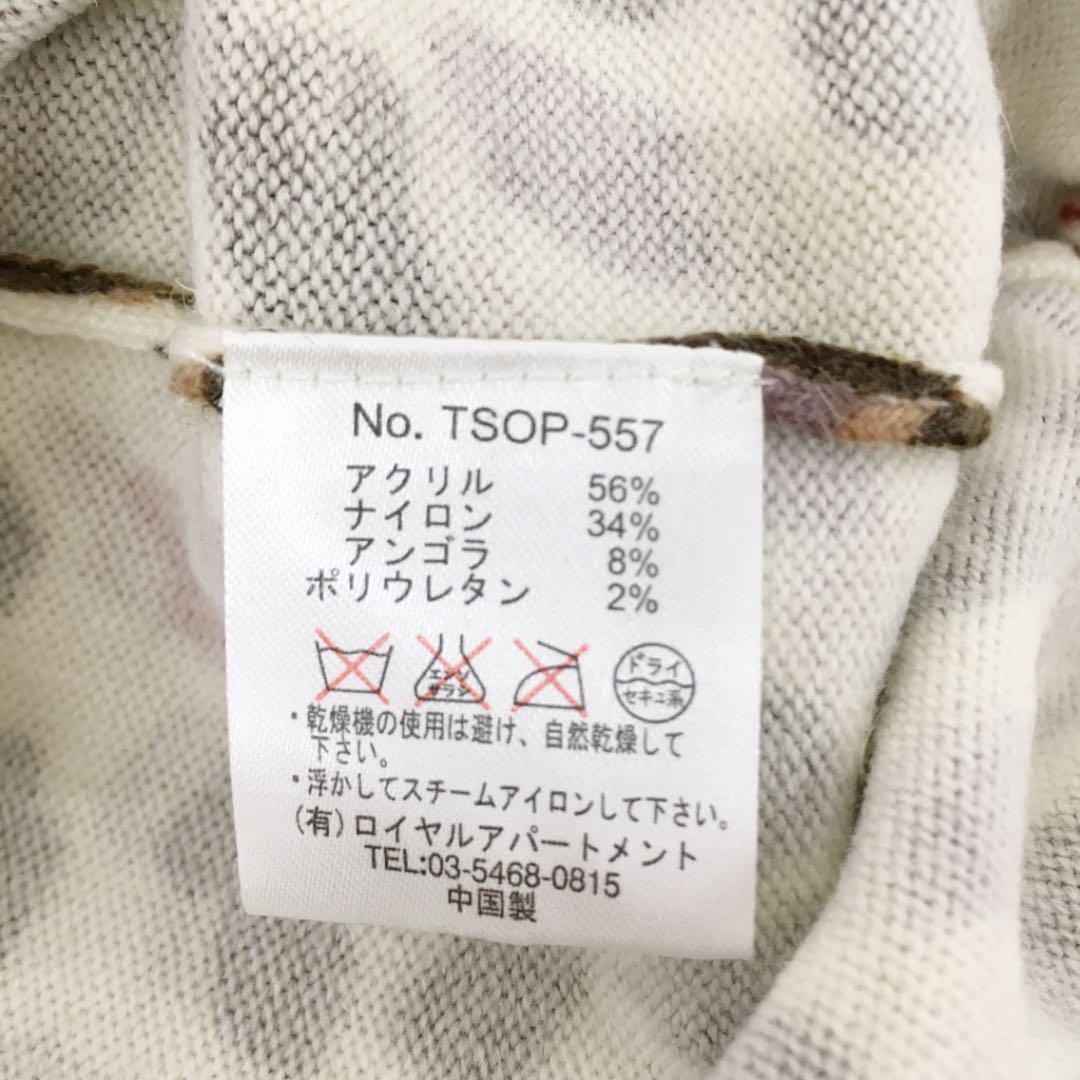 No. TSOP-557
アクリル 56%
ナイロン 34%
アンゴラ 8%
ポリウレタン 2%
エンソ
サラシ
ドライ
セキユ系
・乾燥機の使用は避け、自然乾燥して
下さい。
・浮かしてスチームアイロンして下さい。
(有)ロイヤルアパートメント
TEL:03-5468-0815
中国製